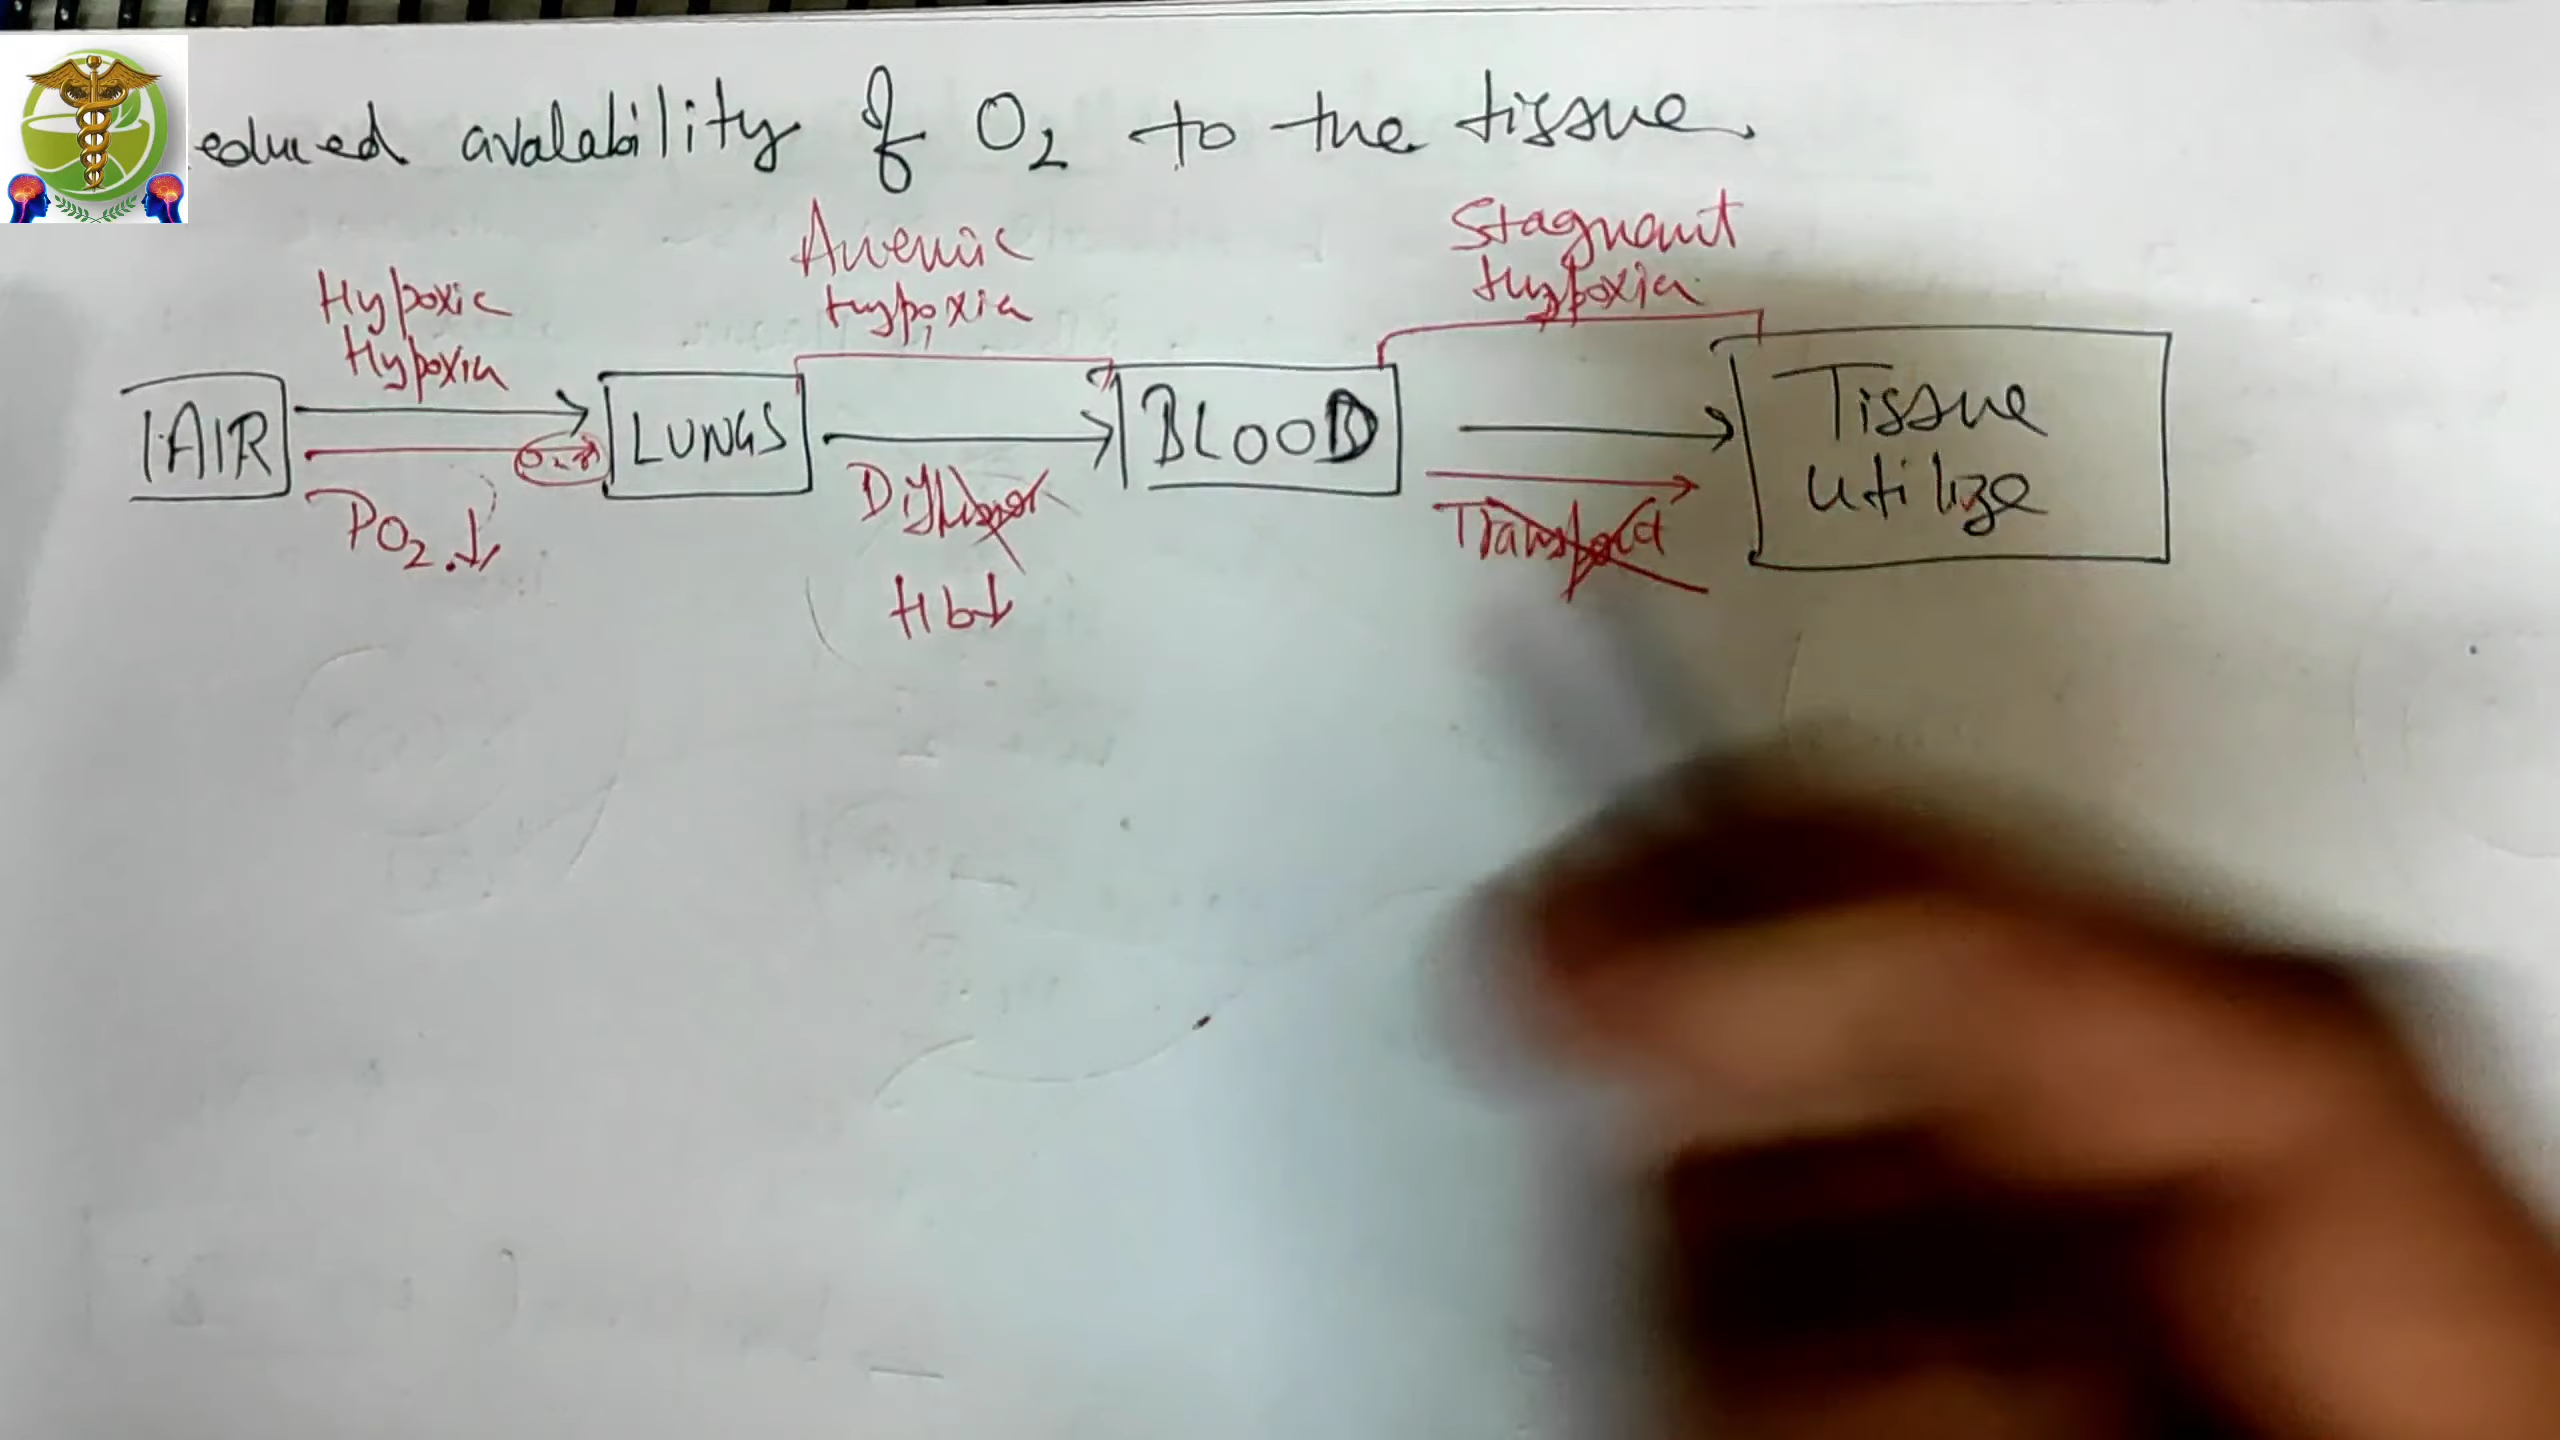 educed avalability of O2 to the tissue.
Hypoxic
Hypoxia
Anemic
Hypoxia
Stagnant
Hypoxia
AIR
LUNGS
BLOOD
Tissue
utilize
PO2 ↓
Hb↓
Transport